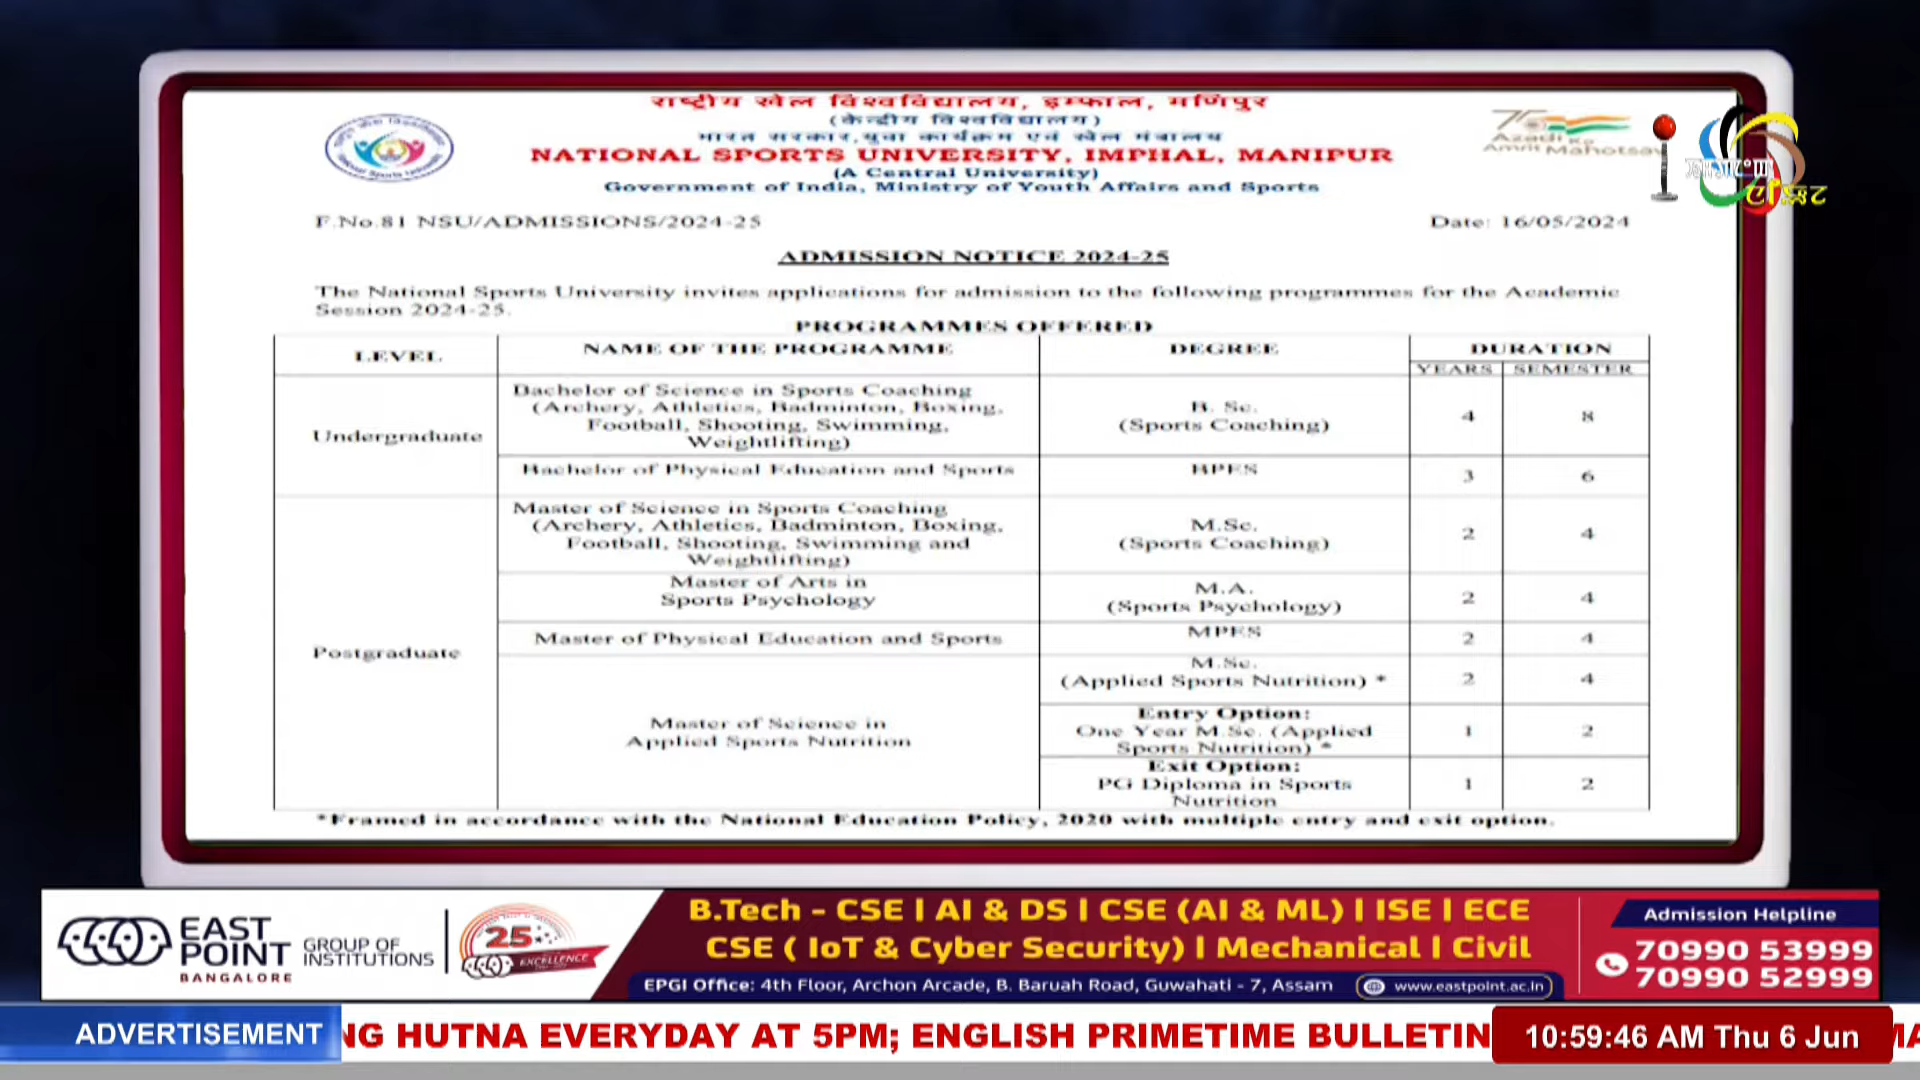 राष्ट्रीय खेल विश्वविद्यालय, इम्फाल, मणिपुर
(केन्द्रीय विश्वविद्यालय)
भारत सरकार,युवा कार्यक्रम एवं खेल मंत्रालय
NATIONAL SPORTS UNIVERSITY, IMPHAL, MANIPUR
(A Central University)
Government of India, Ministry of Youth Affairs and Sports
Azadi Ka
Amrit Mahotsav
F.No.81 NSU/ADMISSIONS/2024-25 Date: 16/05/2024
ADMISSION NOTICE 2024-25
The National Sports University invites applications for admission to the following programmes for the Academic
Session 2024-25.
PROGRAMMES OFFERED
LEVEL NAME OF THE PROGRAMME DEGREE DURATION
YEARS SEMESTER
Undergraduate
Bachelor of Science in Sports Coaching
(Archery, Athletics, Badminton, Boxing,
Football, Shooting, Swimming,
Weightlifting)
B. Sc.
(Sports Coaching)
4 8
Bachelor of Physical Education and Sports BPES 3 6
Postgraduate
Master of Science in Sports Coaching
(Archery, Athletics, Badminton, Boxing,
Football, Shooting, Swimming and
Weightlifting)
M.Sc.
(Sports Coaching)
2 4
Master of Arts in
Sports Psychology
M.A.
(Sports Psychology)
2 4
Master of Physical Education and Sports MPES 2 4
Master of Science in
Applied Sports Nutrition
M.Sc.
(Applied Sports Nutrition) *
2 4
Entry Option:
One Year M.Sc. (Applied
Sports Nutrition) *
1 2
Exit Option:
PG Diploma in Sports
Nutrition
1 2
*Framed in accordance with the National Education Policy, 2020 with multiple entry and exit option.
EAST
POINT
BANGALORE
GROUP OF
INSTITUTIONS
25
EXCELLENCE
B.Tech - CSE | AI & DS | CSE (AI & ML) | ISE | ECE
CSE ( IoT & Cyber Security) | Mechanical | Civil
EPGI Office: 4th Floor, Archon Arcade, B. Baruah Road, Guwahati - 7, Assam
www.eastpoint.ac.in
Admission Helpline
70990 53999
70990 52999
ADVERTISEMENT NG HUTNA EVERYDAY AT 5PM; ENGLISH PRIMETIME BULLETIN 10:59:46 AM Thu 6 Jun MA